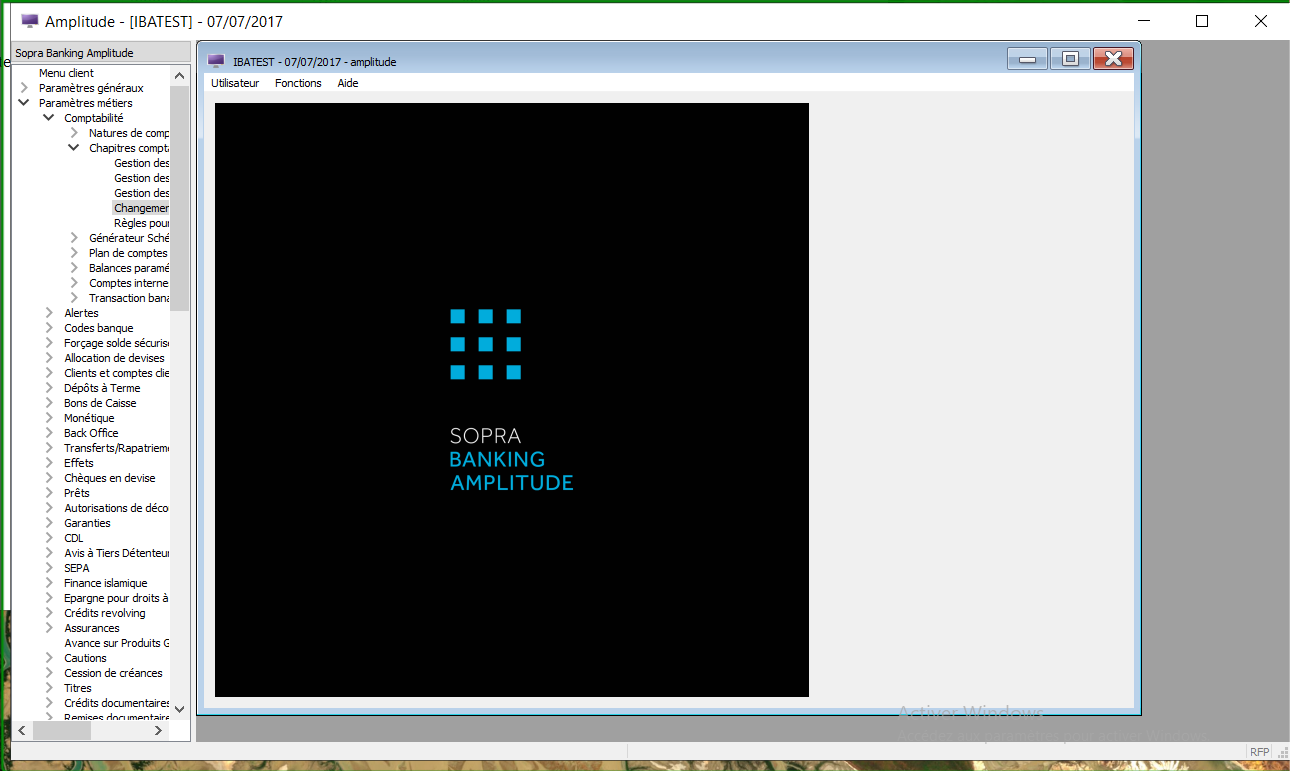 Amplitude - [IBATEST] - 07/07/2017
Sopra Banking Amplitude
Menu client
Paramètres généraux
Paramètres métiers
Comptabilité
Natures de comp
Chapitres compta
Gestion des
Gestion des
Gestion des
Changemer
Règles pour
Générateur Sché
Plan de comptes
Balances paramé
Comptes interne
Transaction bana
Alertes
Codes banque
Forçage solde sécuris
Allocation de devises
Clients et comptes clie
Dépôts à Terme
Bons de Caisse
Monétique
Back Office
Transferts/Rapatrieme
Effets
Chèques en devise
Prêts
Autorisations de déco
Garanties
CDL
Avis à Tiers Détenteur
SEPA
Finance islamique
Epargne pour droits à
Crédits revolving
Assurances
Avance sur Produits G
Cautions
Cession de créances
Titres
Crédits documentaires
Remises documentaire
IBATEST - 07/07/2017 - amplitude
Utilisateur Fonctions Aide
SOPRA
BANKING
AMPLITUDE
Activer Windows
RFP